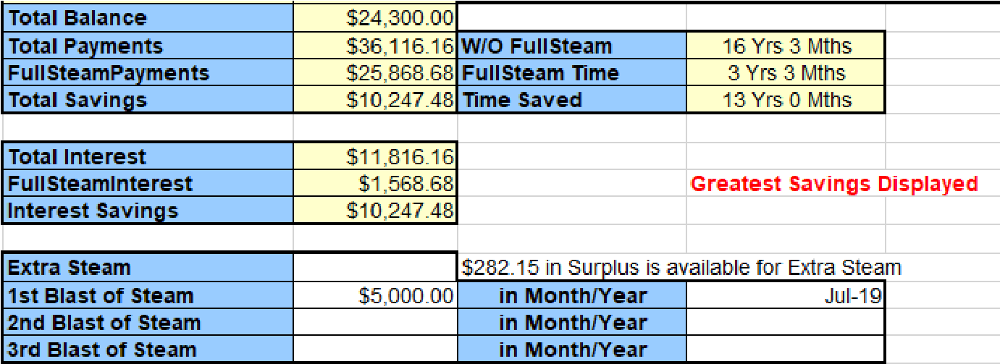 Total Balance $24,300.00
Total Payments $36,116.16 W/O FullSteam 16 Yrs 3 Mths
FullSteamPayments $25,868.68 FullSteam Time 3 Yrs 3 Mths
Total Savings $10,247.48 Time Saved 13 Yrs 0 Mths
Total Interest $11,816.16
FullSteamInterest $1,568.68 Greatest Savings Displayed
Interest Savings $10,247.48
Extra Steam $282.15 in Surplus is available for Extra Steam
1st Blast of Steam $5,000.00 in Month/Year Jul-19
2nd Blast of Steam in Month/Year
3rd Blast of Steam in Month/Year